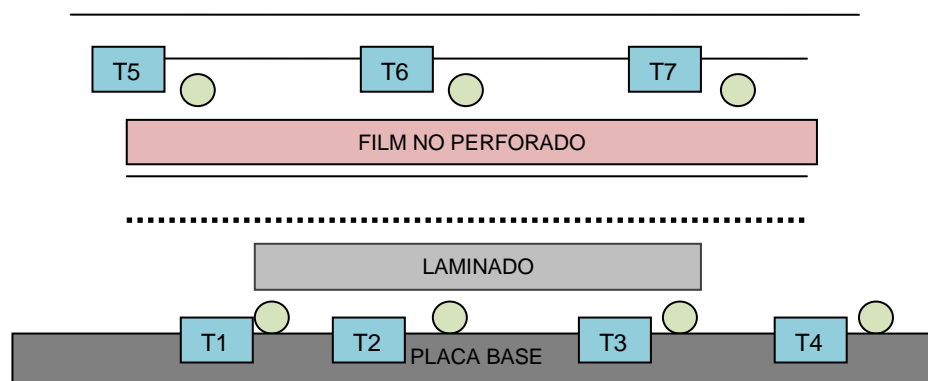 T5 T6 T7
FILM NO PERFORADO
LAMINADO
T1 T2 T3 T4
PLACA BASE